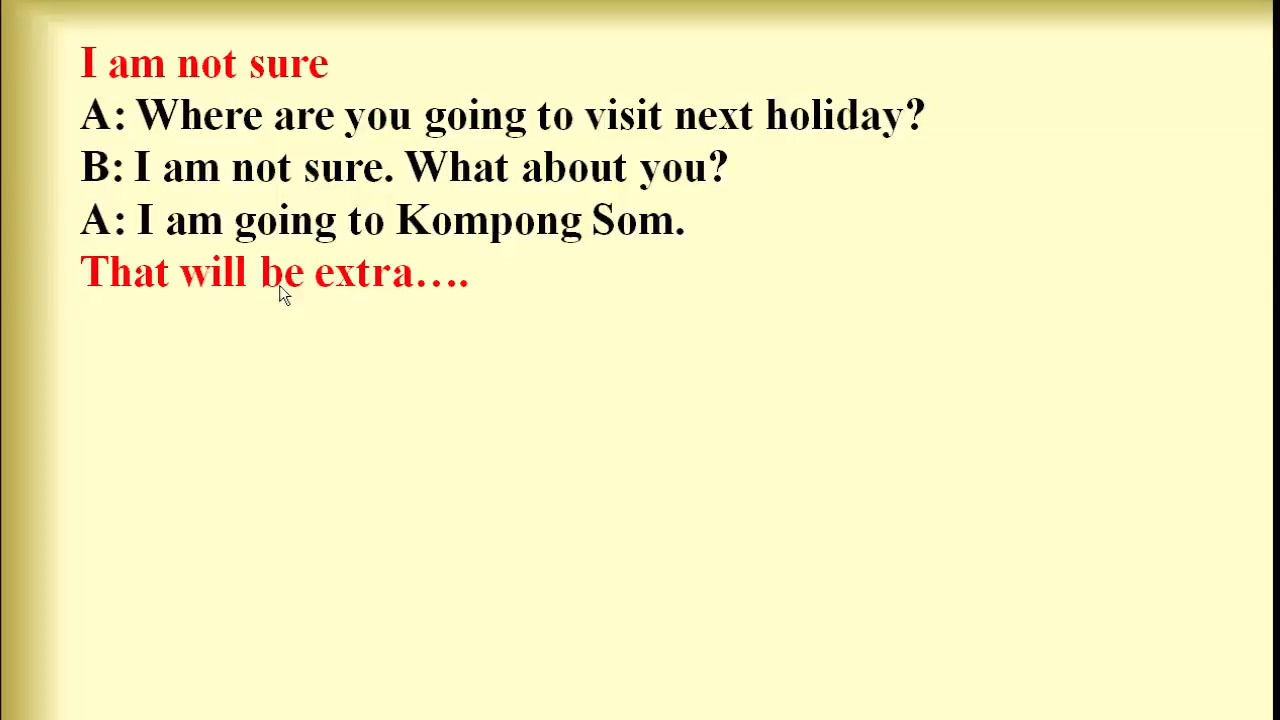 I am not sure
A: Where are you going to visit next holiday?
B: I am not sure. What about you?
A: I am going to Kompong Som.
That will be extra….